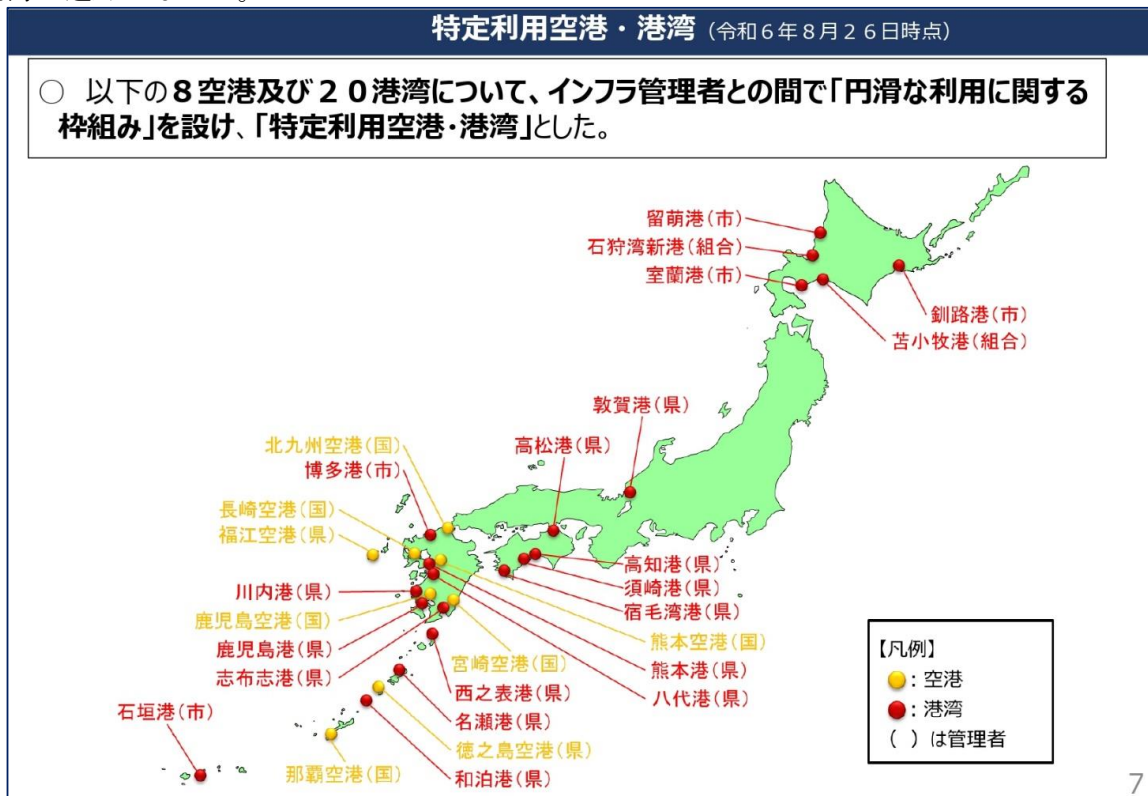 特定利用空港・港湾（令和６年８月２６日時点）
○　以下の８空港及び２０港湾について、インフラ管理者との間で「円滑な利用に関する
枠組み」を設け、「特定利用空港・港湾」とした。
留萌港（市）
石狩湾新港（組合）
室蘭港（市）
釧路港（市）
苫小牧港（組合）
敦賀港（県）
高松港（県）
北九州空港（国）
博多港（市）
長崎空港（国）
福江空港（県）
高知港（県）
須崎港（県）
宿毛湾港（県）
川内港（県）
鹿児島空港（国）
鹿児島港（県）
志布志港（県）
熊本空港（国）
熊本港（県）
八代港（県）
宮崎空港（国）
西之表港（県）
名瀬港（県）
徳之島空港（県）
和泊港（県）
石垣港（市）
那覇空港（国）
【凡例】
：空港
：港湾
（　）は管理者
7